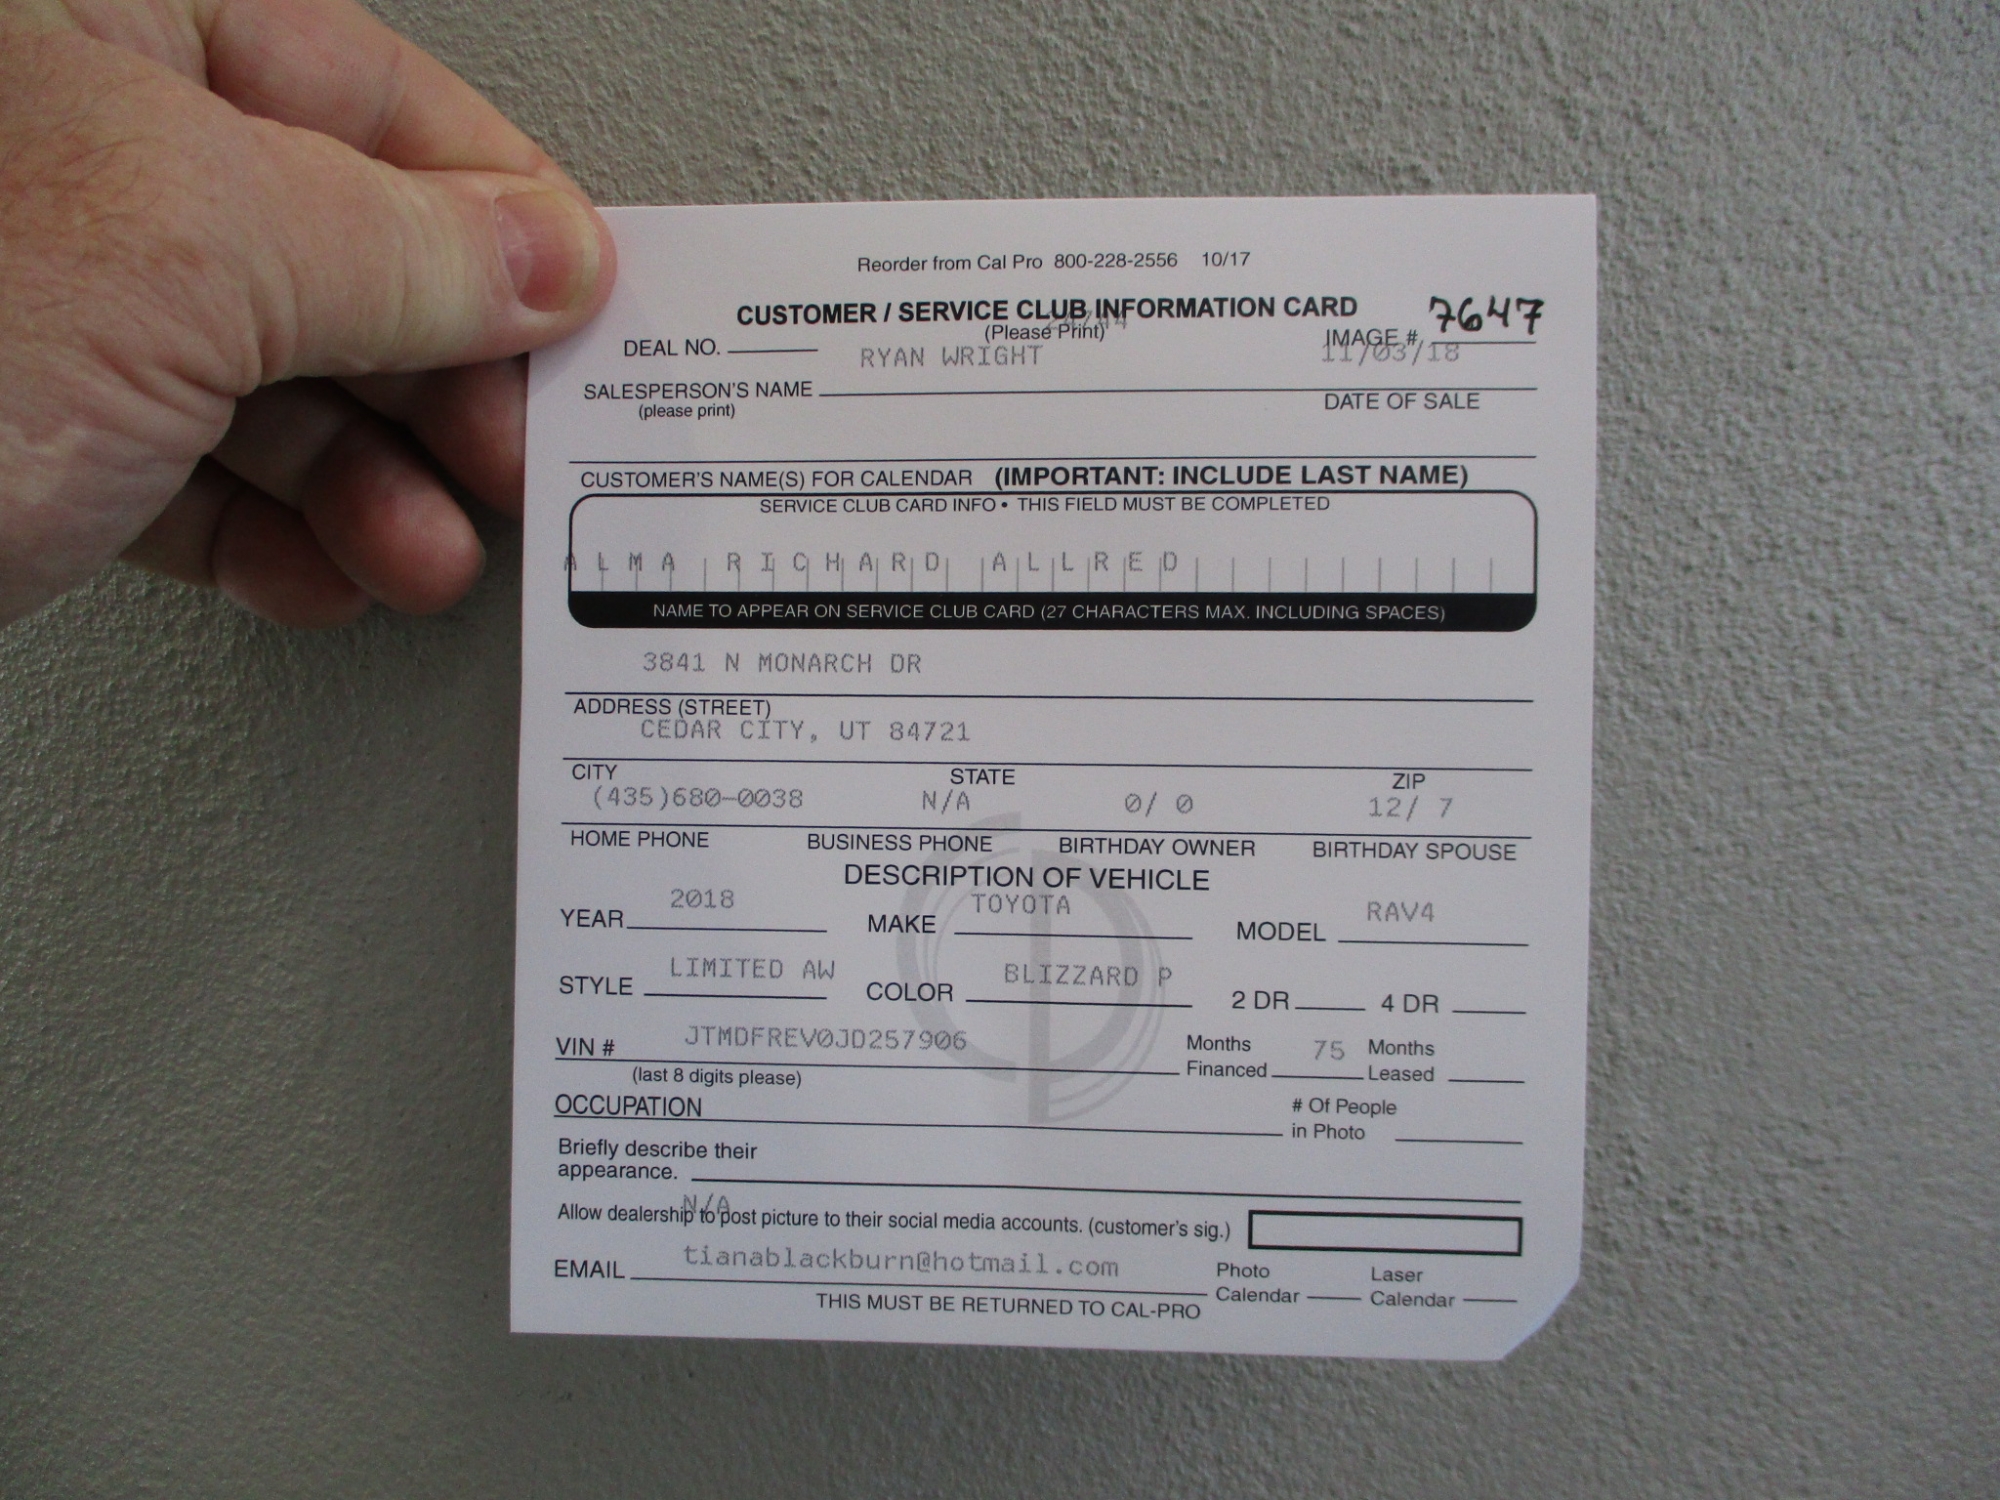 Reorder from Cal Pro 800-228-2556 10/17
CUSTOMER / SERVICE CLUB INFORMATION CARD 7647
(Please Print)
DEAL NO. IMAGE #
RYAN WRIGHT 11/03/18
SALESPERSON'S NAME DATE OF SALE
(please print)
CUSTOMER'S NAME(S) FOR CALENDAR (IMPORTANT: INCLUDE LAST NAME)
SERVICE CLUB CARD INFO • THIS FIELD MUST BE COMPLETED
ALMA RICHARD ALLRED
NAME TO APPEAR ON SERVICE CLUB CARD (27 CHARACTERS MAX. INCLUDING SPACES)
3841 N MONARCH DR
ADDRESS (STREET)
CEDAR CITY, UT 84721
CITY STATE ZIP
(435)680-0038 N/A 0/ 0 12/ 7
HOME PHONE BUSINESS PHONE BIRTHDAY OWNER BIRTHDAY SPOUSE
DESCRIPTION OF VEHICLE
YEAR 2018 MAKE TOYOTA MODEL RAV4
STYLE LIMITED AW COLOR BLIZZARD P 2 DR 4 DR
VIN # JTMDFREV0JD257906 Months Financed 75 Months Leased
(last 8 digits please)
OCCUPATION # Of People in Photo
Briefly describe their
appearance.
N/A
Allow dealership to post picture to their social media accounts. (customer's sig.)
EMAIL tianablackburn@hotmail.com Photo Calendar Laser Calendar
THIS MUST BE RETURNED TO CAL-PRO